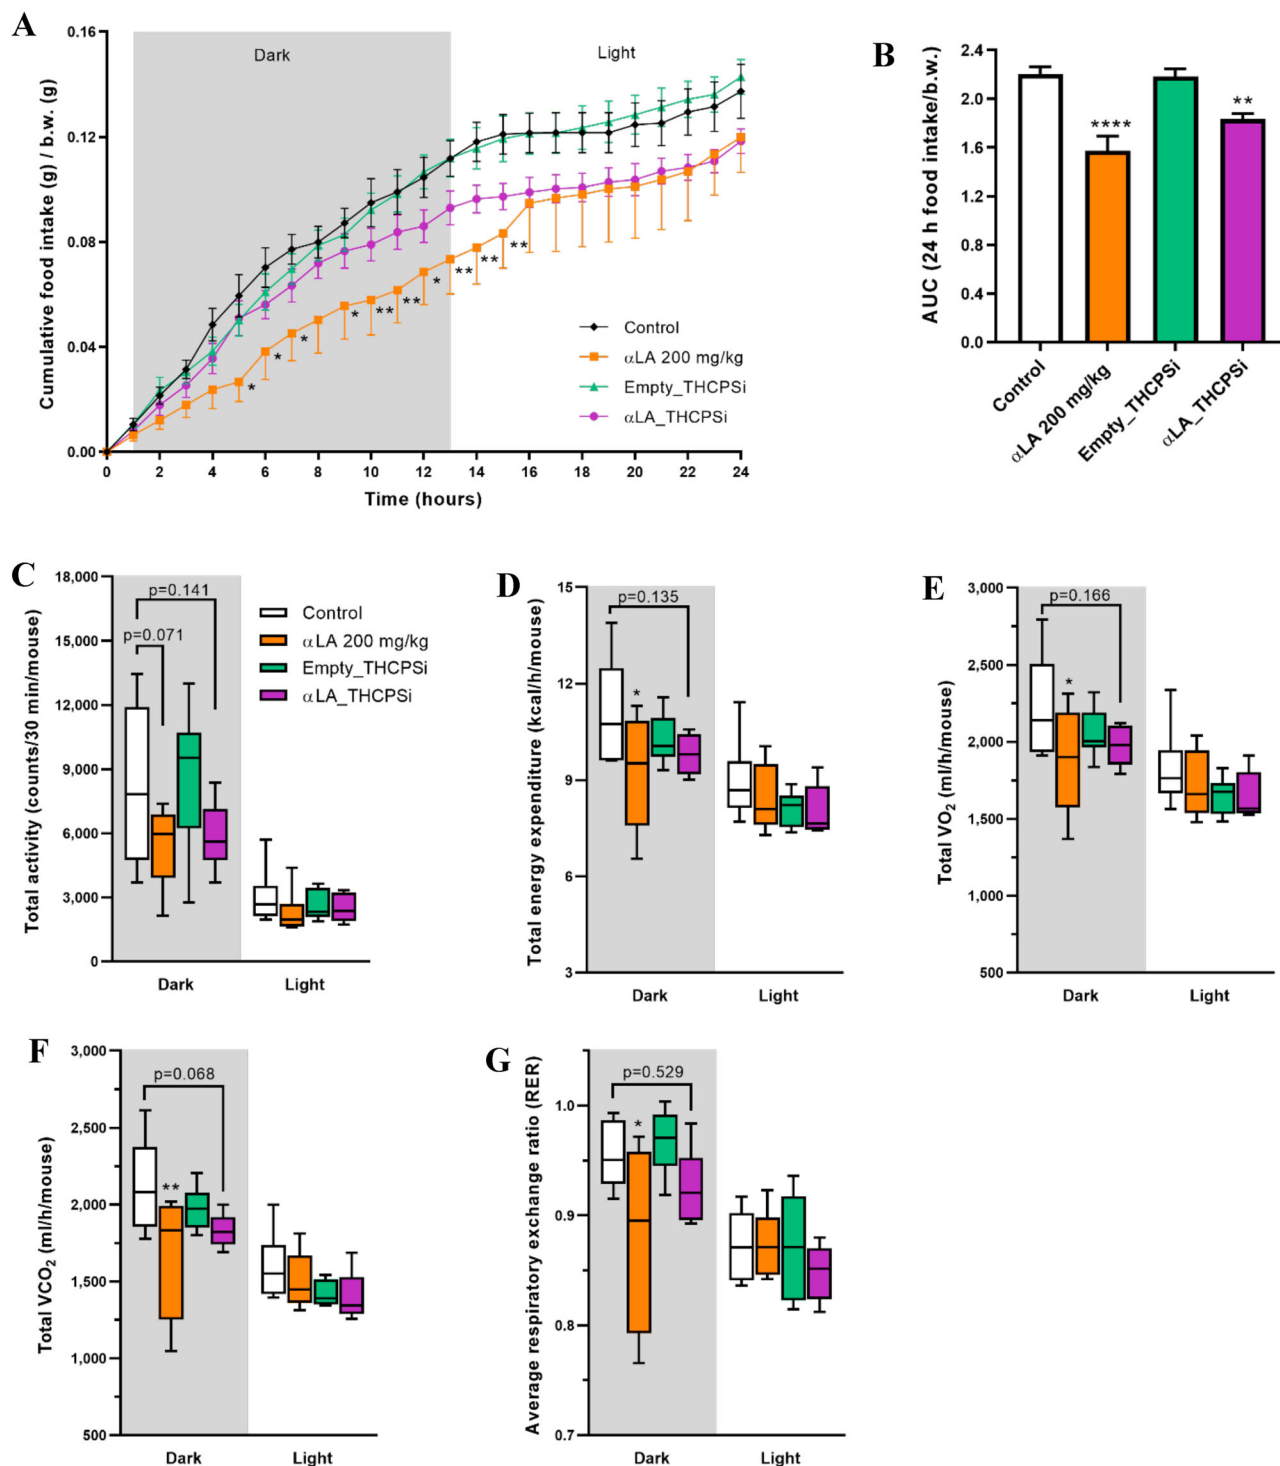 A
Cumulative food intake (g) / b.w. (g)
0.16
0.12
0.08
0.04
0.00
Dark
Light
* * * * ** ** * ** ** **
Control
αLA 200 mg/kg
Empty_THCPSi
αLA_THCPSi
0 2 4 6 8 10 12 14 16 18 20 22 24
Time (hours)
B
AUC (24 h food intake/b.w.)
2.4
2.0
1.6
1.2
0.8
0.4
0.0
****
**
Control
αLA 200 mg/kg
Empty_THCPSi
αLA_THCPSi
C
Total activity (counts/30 min/mouse)
18,000
15,000
12,000
9,000
6,000
3,000
0
p=0.141
p=0.071
Control
αLA 200 mg/kg
Empty_THCPSi
αLA_THCPSi
Dark Light
D
Total energy expenditure (kcal/h/mouse)
15
12
9
6
3
p=0.135
*
Dark Light
E
Total VO₂ (ml/h/mouse)
3,000
2,500
2,000
1,500
1,000
500
p=0.166
*
Dark Light
F
Total VCO₂ (ml/h/mouse)
3,000
2,500
2,000
1,500
1,000
500
p=0.068
**
Dark Light
G
Average respiratory exchange ratio (RER)
1.0
0.9
0.8
0.7
p=0.529
*
Dark Light